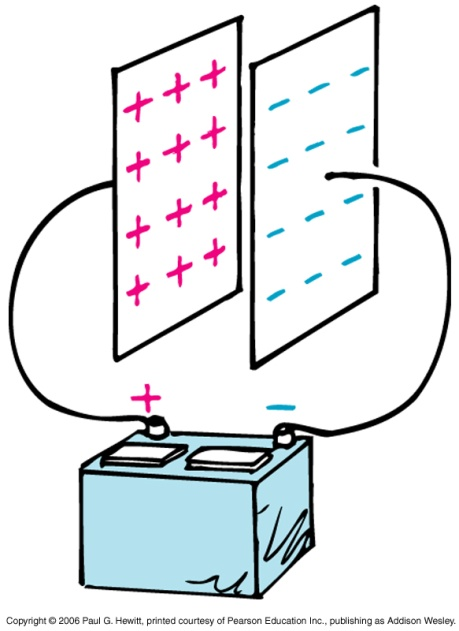 + + +
+ + +
+ + +
+ + +
− − −
− − −
− − −
− − −
+ −
Copyright © 2006 Paul G. Hewitt, printed courtesy of Pearson Education Inc., publishing as Addison Wesley.